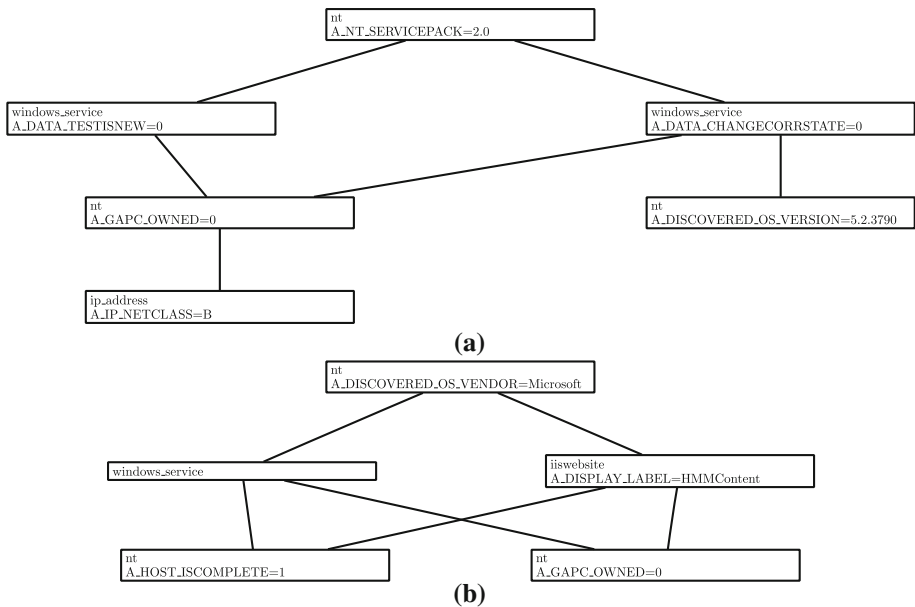 nt
A_NT_SERVICEPACK=2.0
windows_service
A_DATA_TESTISNEW=0
windows_service
A_DATA_CHANGECORRSTATE=0
nt
A_GAPC_OWNED=0
nt
A_DISCOVERED_OS_VERSION=5.2.3790
ip_address
A_IP_NETCLASS=B
(a)
nt
A_DISCOVERED_OS_VENDOR=Microsoft
windows_service
iiswebsite
A_DISPLAY_LABEL=HMMContent
nt
A_HOST_ISCOMPLETE=1
nt
A_GAPC_OWNED=0
(b)